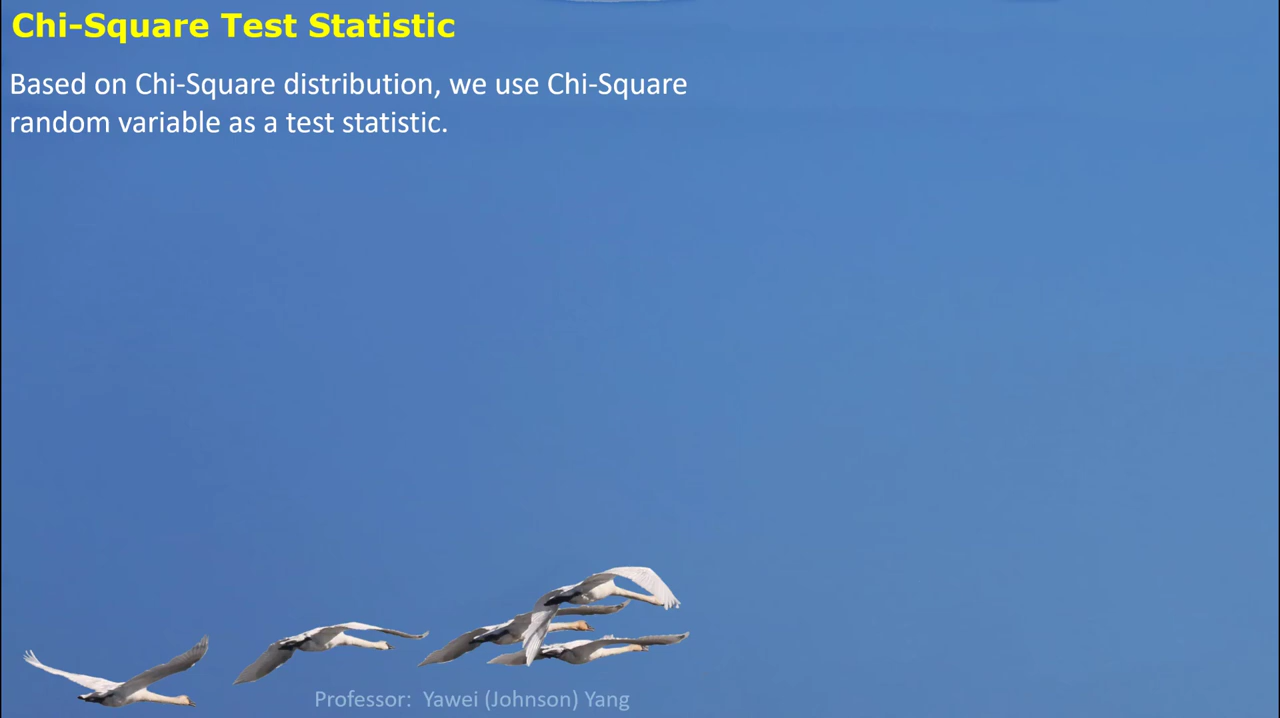 Chi-Square Test Statistic
Based on Chi-Square distribution, we use Chi-Square
random variable as a test statistic.
Professor:  Yawei (Johnson) Yang